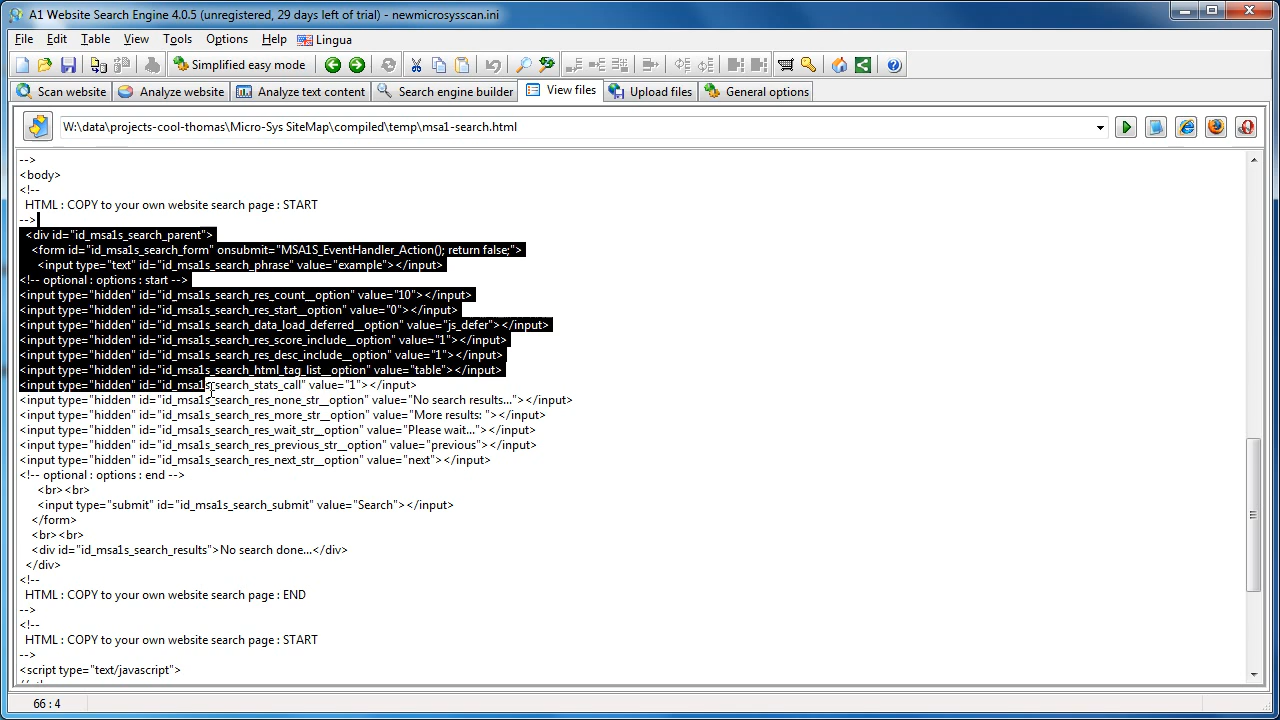 A1 Website Search Engine 4.0.5 (unregistered, 29 days left of trial) - newmicrosysscan.ini
File Edit Table View Tools Options Help Lingua
Simplified easy mode
Scan website Analyze website Analyze text content Search engine builder View files Upload files General options
W:\data\projects-cool-thomas\Micro-Sys SiteMap\compiled\temp\msa1-search.html
-->
<body>
<!--
HTML : COPY to your own website search page : START
-->
<div id="id_msa1s_search_parent">
<form id="id_msa1s_search_form" onsubmit="MSA1S_EventHandler_Action(); return false;">
<input type="text" id="id_msa1s_search_phrase" value="example"></input>
<!-- optional : options : start -->
<input type="hidden" id="id_msa1s_search_res_count__option" value="10"></input>
<input type="hidden" id="id_msa1s_search_res_start__option" value="0"></input>
<input type="hidden" id="id_msa1s_search_data_load_deferred__option" value="js_defer"></input>
<input type="hidden" id="id_msa1s_search_res_score_include__option" value="1"></input>
<input type="hidden" id="id_msa1s_search_res_desc_include__option" value="1"></input>
<input type="hidden" id="id_msa1s_search_html_tag_list__option" value="table"></input>
<input type="hidden" id="id_msa1s_search_stats_call" value="1"></input>
<input type="hidden" id="id_msa1s_search_res_none_str__option" value="No search results..."></input>
<input type="hidden" id="id_msa1s_search_res_more_str__option" value="More results: "></input>
<input type="hidden" id="id_msa1s_search_res_wait_str__option" value="Please wait..."></input>
<input type="hidden" id="id_msa1s_search_res_previous_str__option" value="previous"></input>
<input type="hidden" id="id_msa1s_search_res_next_str__option" value="next"></input>
<!-- optional : options : end -->
<br><br>
<input type="submit" id="id_msa1s_search_submit" value="Search"></input>
</form>
<br><br>
<div id="id_msa1s_search_results">No search done...</div>
</div>
<!--
HTML : COPY to your own website search page : END
-->
<!--
HTML : COPY to your own website search page : START
-->
<script type="text/javascript">
66 : 4